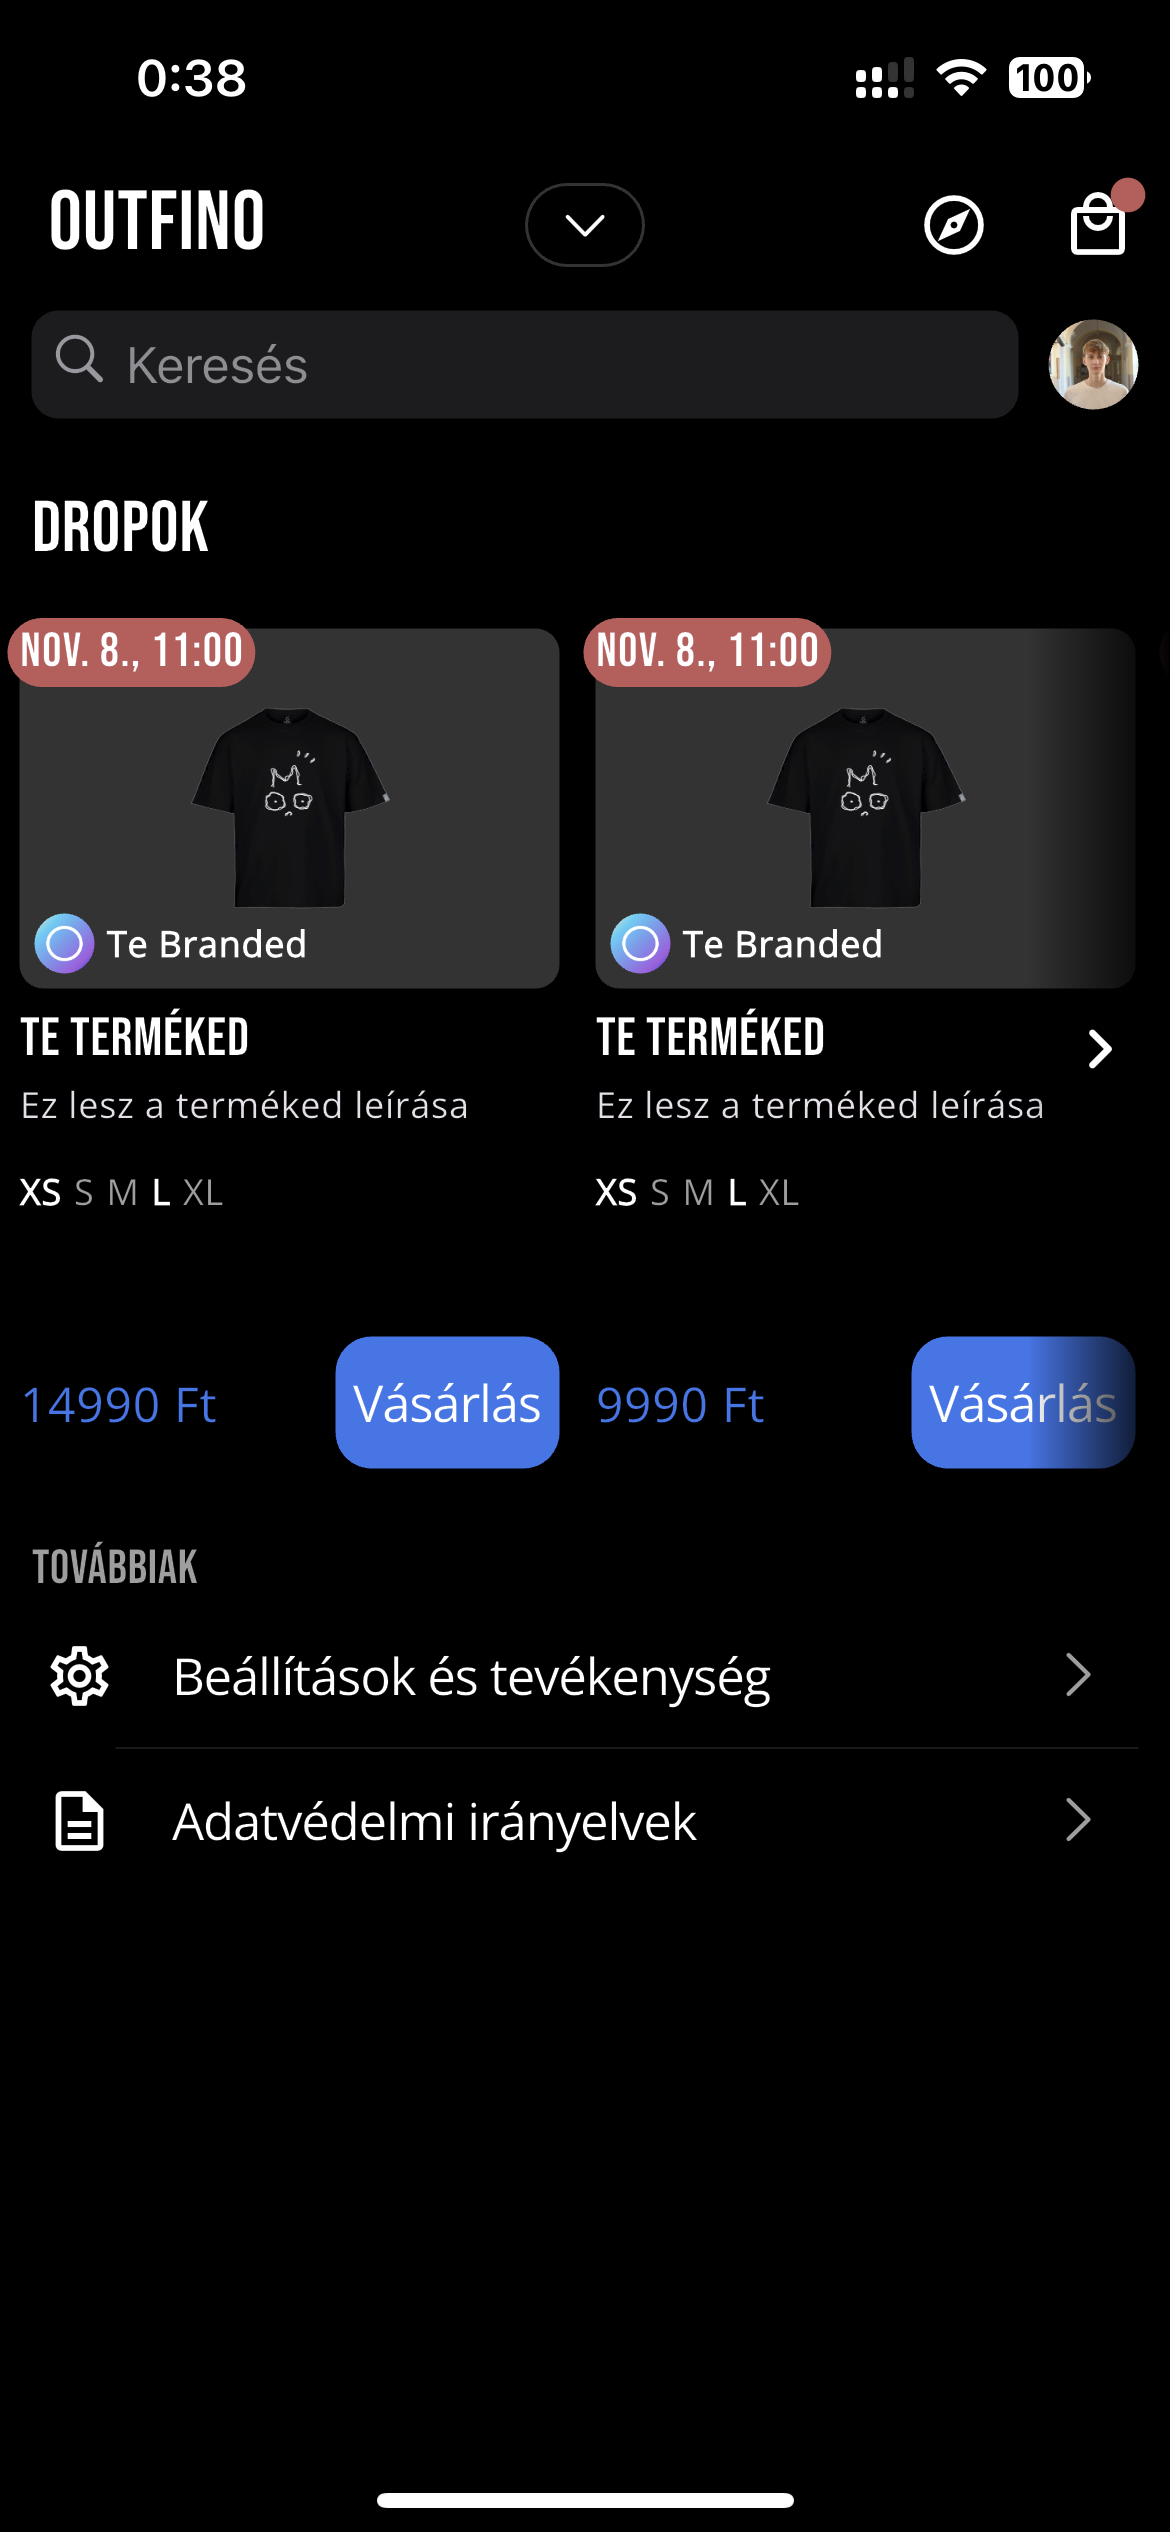 0:38
100
OUTFINO
Keresés
DROPOK
NOV. 8., 11:00
NOV. 8., 11:00
Te Branded
Te Branded
TE TERMÉKED
TE TERMÉKED
Ez lesz a terméked leírása
Ez lesz a terméked leírása
XS S M L XL
XS S M L XL
14990 Ft
Vásárlás
9990 Ft
Vásárlás
TOVÁBBIAK
Beállítások és tevékenység
Adatvédelmi irányelvek